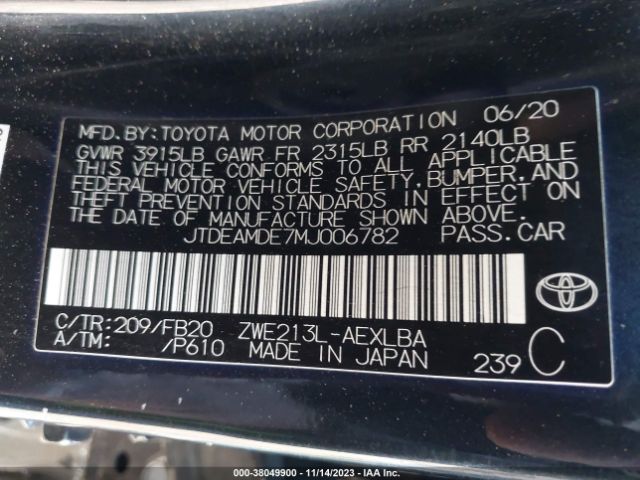 MFD.BY:TOYOTA MOTOR CORPORATION 06/20
GVWR 3915LB GAWR FR 2315LB RR 2140LB
THIS VEHICLE CONFORMS TO ALL APPLICABLE
FEDERAL MOTOR VEHICLE SAFETY,BUMPER,AND
THEFT PREVENTION STANDARDS IN EFFECT ON
THE DATE OF MANUFACTURE SHOWN ABOVE.
JTDEAMDE7MJ006782 PASS.CAR
C/TR:209/FB20 ZWE213L-AEXLBA
A/TM: /P610 MADE IN JAPAN 239 C
000-38049900 - 11/14/2023 - IAA Inc.